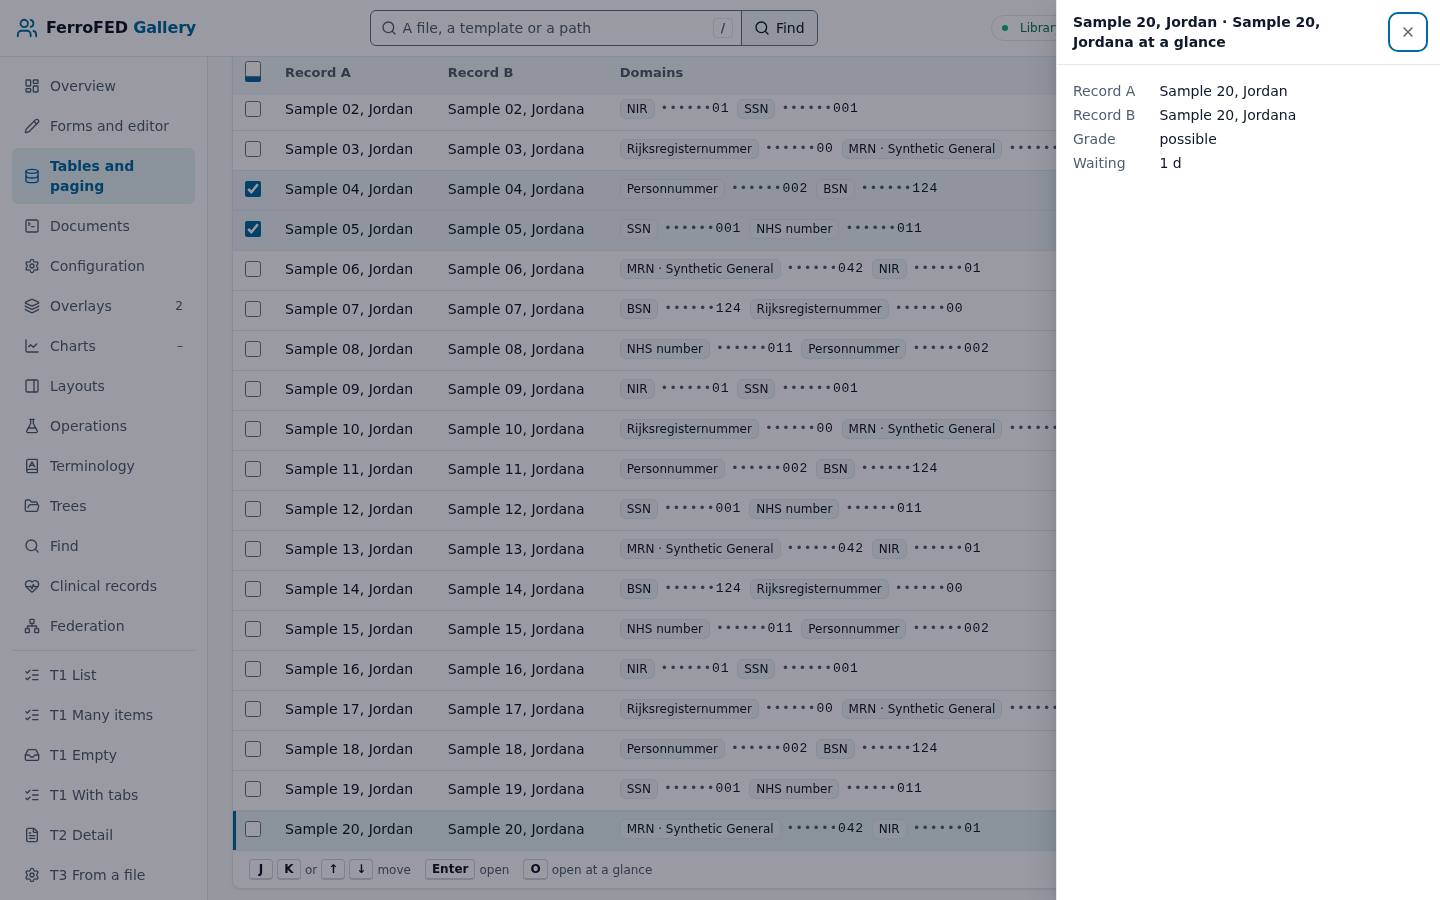 FerroFED Gallery
A file, a template or a path
/
Find
Overview
Forms and editor
Tables and
paging
Documents
Configuration
Overlays 2
Charts –
Layouts
Operations
Terminology
Trees
Find
Clinical records
Federation
T1 List
T1 Many items
T1 Empty
T1 With tabs
T2 Detail
T3 From a file
Record A Record B Domains
Sample 02, Jordan Sample 02, Jordana NIR ••••••01 SSN ••••••001
Sample 03, Jordan Sample 03, Jordana Rijksregisternummer ••••••00 MRN · Synthetic General ••••••
Sample 04, Jordan Sample 04, Jordana Personnummer ••••••002 BSN ••••••124
Sample 05, Jordan Sample 05, Jordana SSN ••••••001 NHS number ••••••011
Sample 06, Jordan Sample 06, Jordana MRN · Synthetic General ••••••042 NIR ••••••01
Sample 07, Jordan Sample 07, Jordana BSN ••••••124 Rijksregisternummer ••••••00
Sample 08, Jordan Sample 08, Jordana NHS number ••••••011 Personnummer ••••••002
Sample 09, Jordan Sample 09, Jordana NIR ••••••01 SSN ••••••001
Sample 10, Jordan Sample 10, Jordana Rijksregisternummer ••••••00 MRN · Synthetic General ••••••
Sample 11, Jordan Sample 11, Jordana Personnummer ••••••002 BSN ••••••124
Sample 12, Jordan Sample 12, Jordana SSN ••••••001 NHS number ••••••011
Sample 13, Jordan Sample 13, Jordana MRN · Synthetic General ••••••042 NIR ••••••01
Sample 14, Jordan Sample 14, Jordana BSN ••••••124 Rijksregisternummer ••••••00
Sample 15, Jordan Sample 15, Jordana NHS number ••••••011 Personnummer ••••••002
Sample 16, Jordan Sample 16, Jordana NIR ••••••01 SSN ••••••001
Sample 17, Jordan Sample 17, Jordana Rijksregisternummer ••••••00 MRN · Synthetic General ••••••
Sample 18, Jordan Sample 18, Jordana Personnummer ••••••002 BSN ••••••124
Sample 19, Jordan Sample 19, Jordana SSN ••••••001 NHS number ••••••011
Sample 20, Jordan Sample 20, Jordana MRN · Synthetic General ••••••042 NIR ••••••01
J K or ↑ ↓ move Enter open O open at a glance
Sample 20, Jordan · Sample 20,
Jordana at a glance
Record A Sample 20, Jordan
Record B Sample 20, Jordana
Grade possible
Waiting 1 d